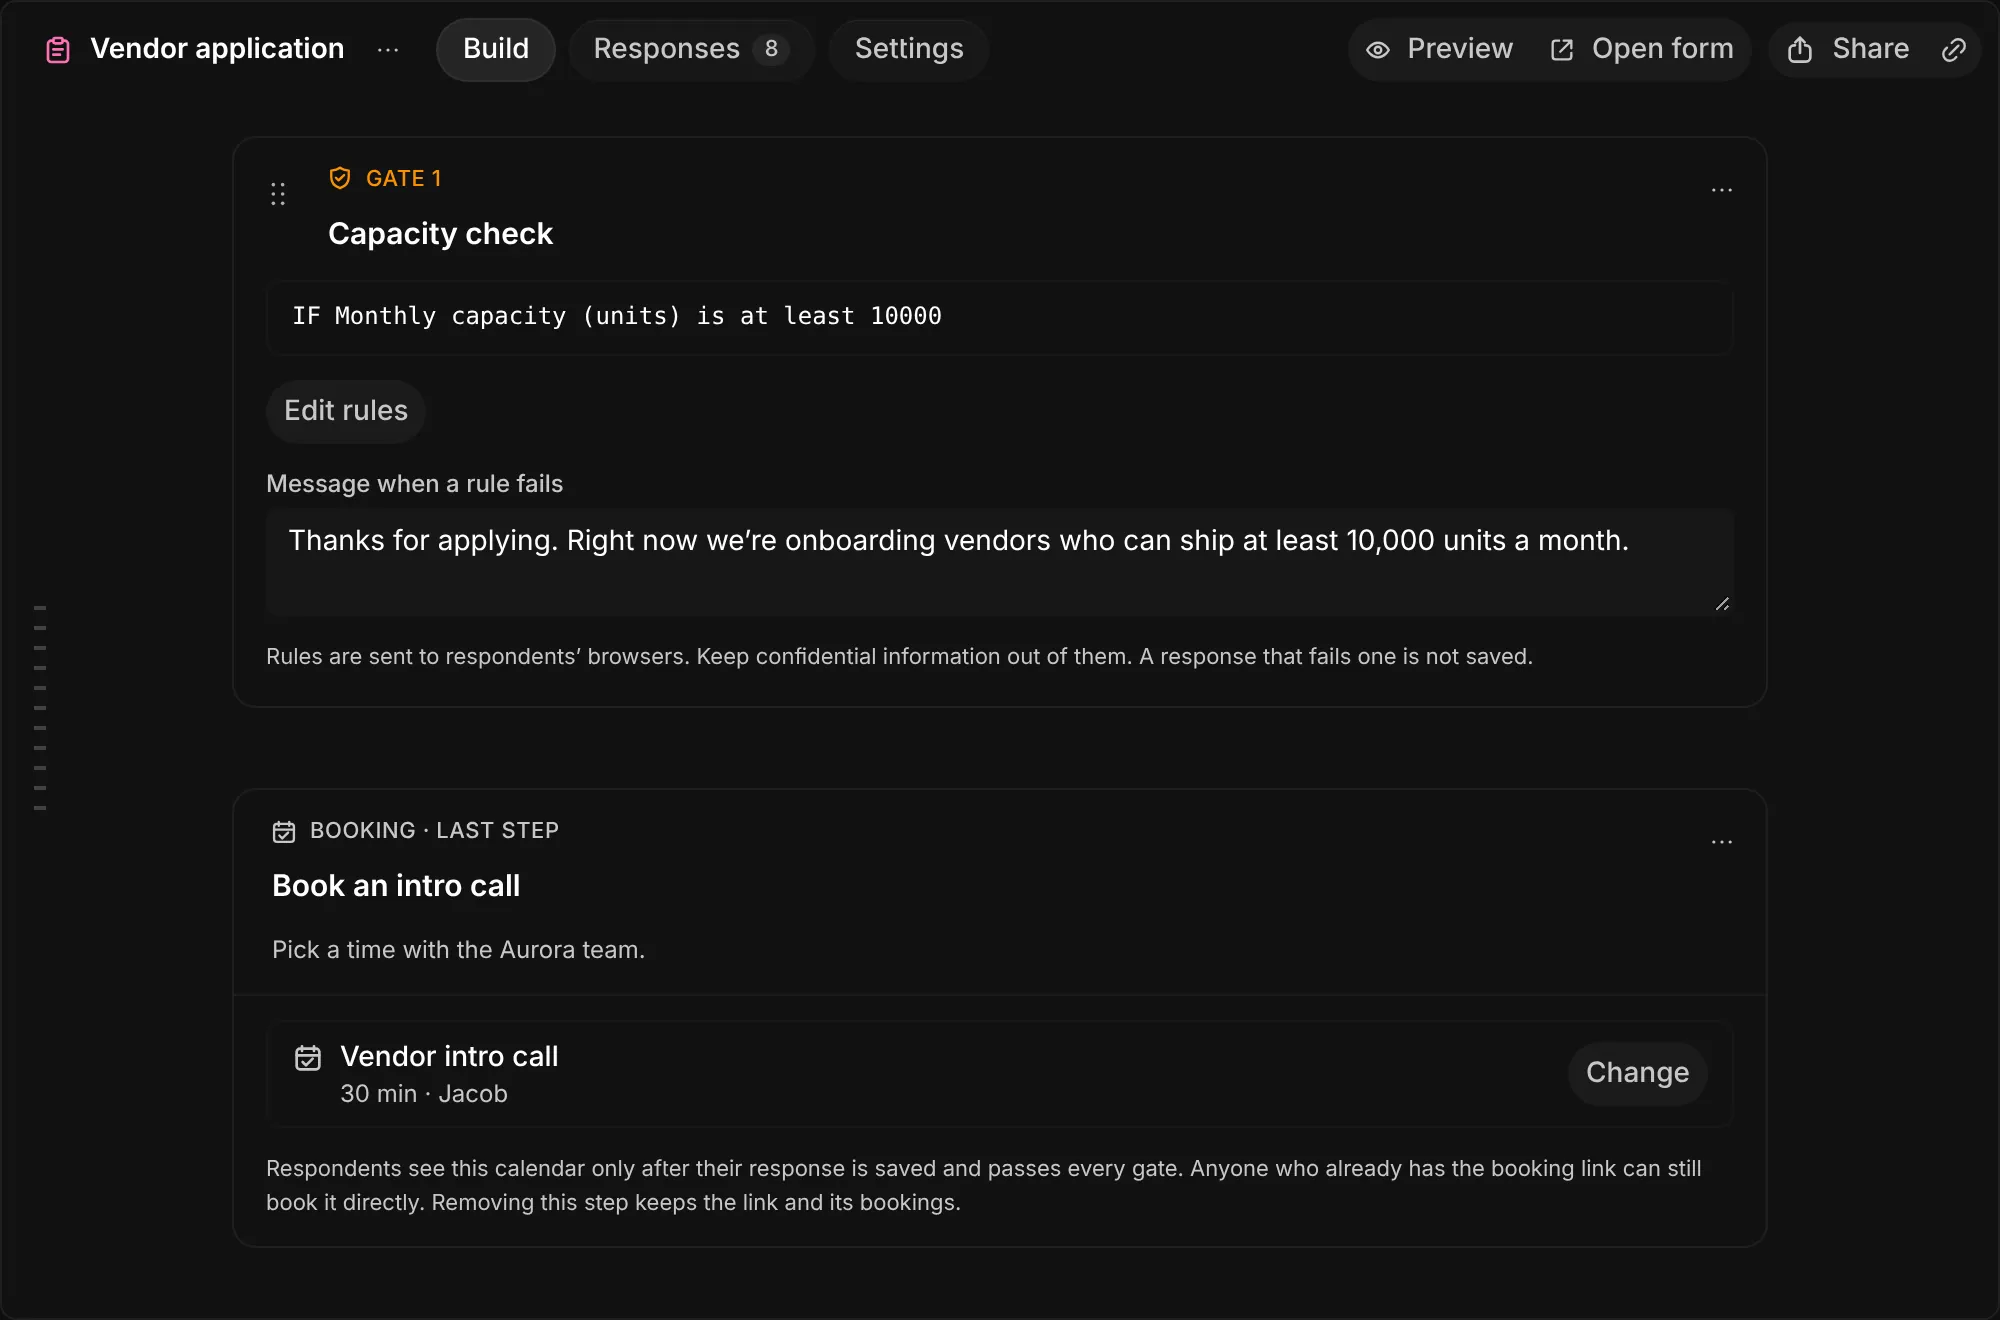 Vendor application
Build
Responses 8
Settings
Preview
Open form
Share
GATE 1
Capacity check
IF Monthly capacity (units) is at least 10000
Edit rules
Message when a rule fails
Thanks for applying. Right now we’re onboarding vendors who can ship at least 10,000 units a month.
Rules are sent to respondents’ browsers. Keep confidential information out of them. A response that fails one is not saved.
BOOKING · LAST STEP
Book an intro call
Pick a time with the Aurora team.
Vendor intro call
30 min · Jacob
Change
Respondents see this calendar only after their response is saved and passes every gate. Anyone who already has the booking link can still
book it directly. Removing this step keeps the link and its bookings.